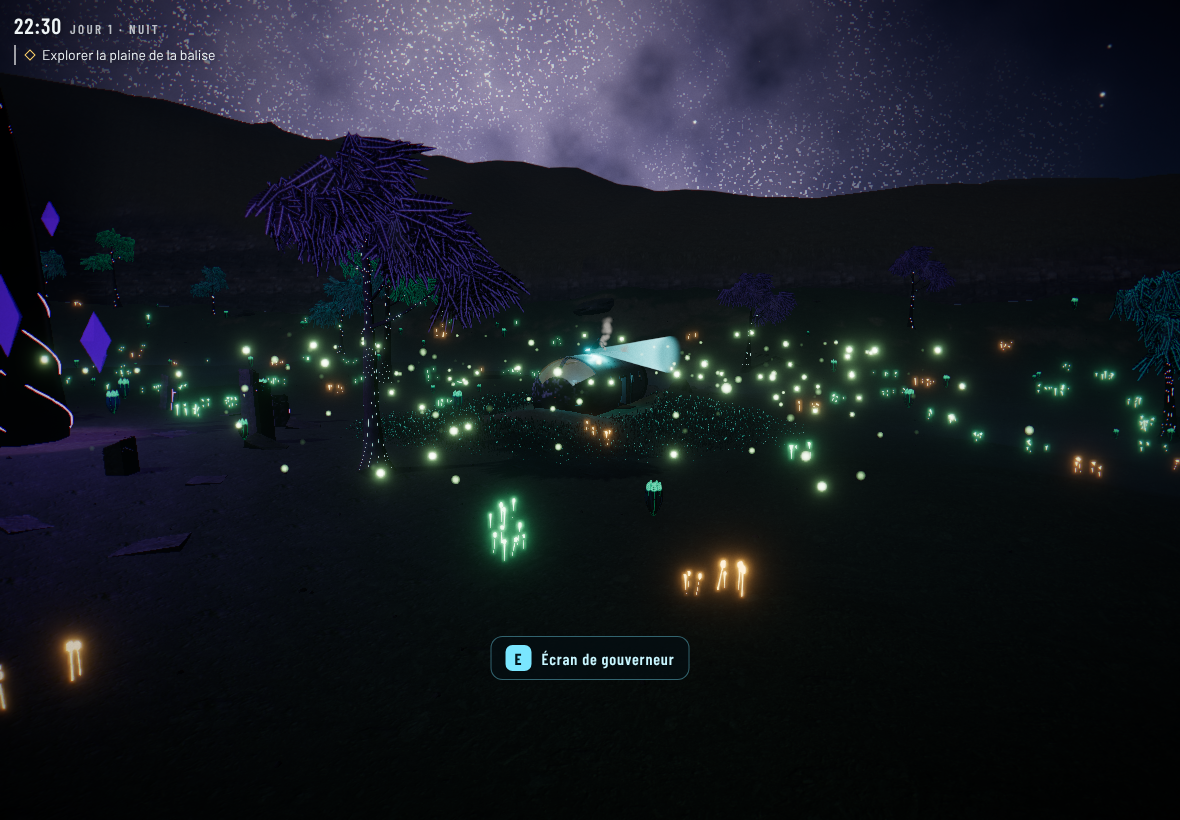 22:30 JOUR 1 · NUIT
Explorer la plaine de la balise
E Écran de gouverneur